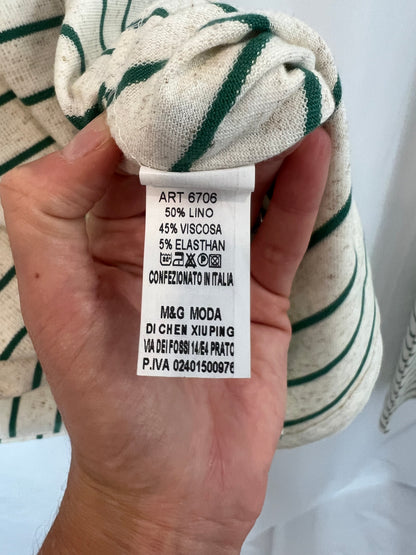 ART 6706
50% LINO
45% VISCOSA
5% ELASTHAN
CONFEZIONATO IN ITALIA
M&G MODA
DI CHEN XIUPING
VIA DEI FOSSI 14/E4 PRATO
P.IVA 02401500976